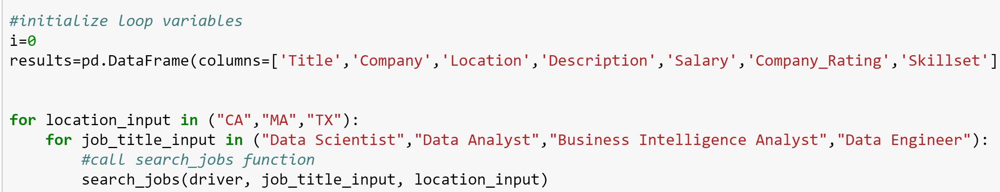 #initialize loop variables
i=0
results=pd.DataFrame(columns=['Title','Company','Location','Description','Salary','Company_Rating','Skillset']
for location_input in ("CA","MA","TX"):
    for job_title_input in ("Data Scientist","Data Analyst","Business Intelligence Analyst","Data Engineer"):
        #call search_jobs function
        search_jobs(driver, job_title_input, location_input)